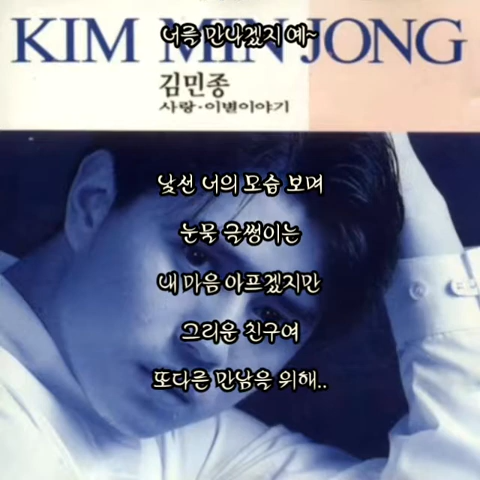 KIM MIN JONG
너를 만나겠지 예~
김민종
사랑·이별이야기
낯선 너의 모습 보며
눈물 글썽이는
내 마음 아프겠지만
그리운 친구여
또다른 만남을 위해..